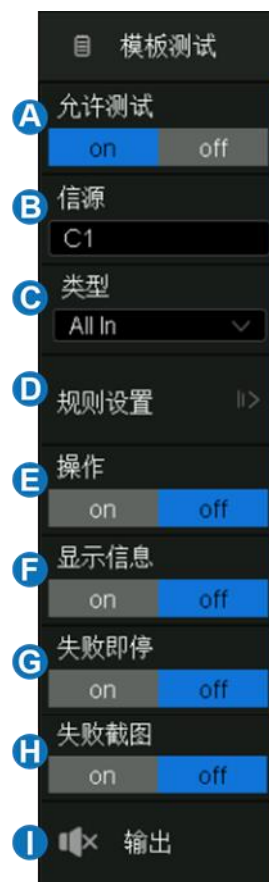 模板测试
A 允许测试
on off
B 信源
C1
C 类型
All In
D 规则设置
E 操作
on off
F 显示信息
on off
G 失败即停
on off
H 失败截图
on off
I 输出